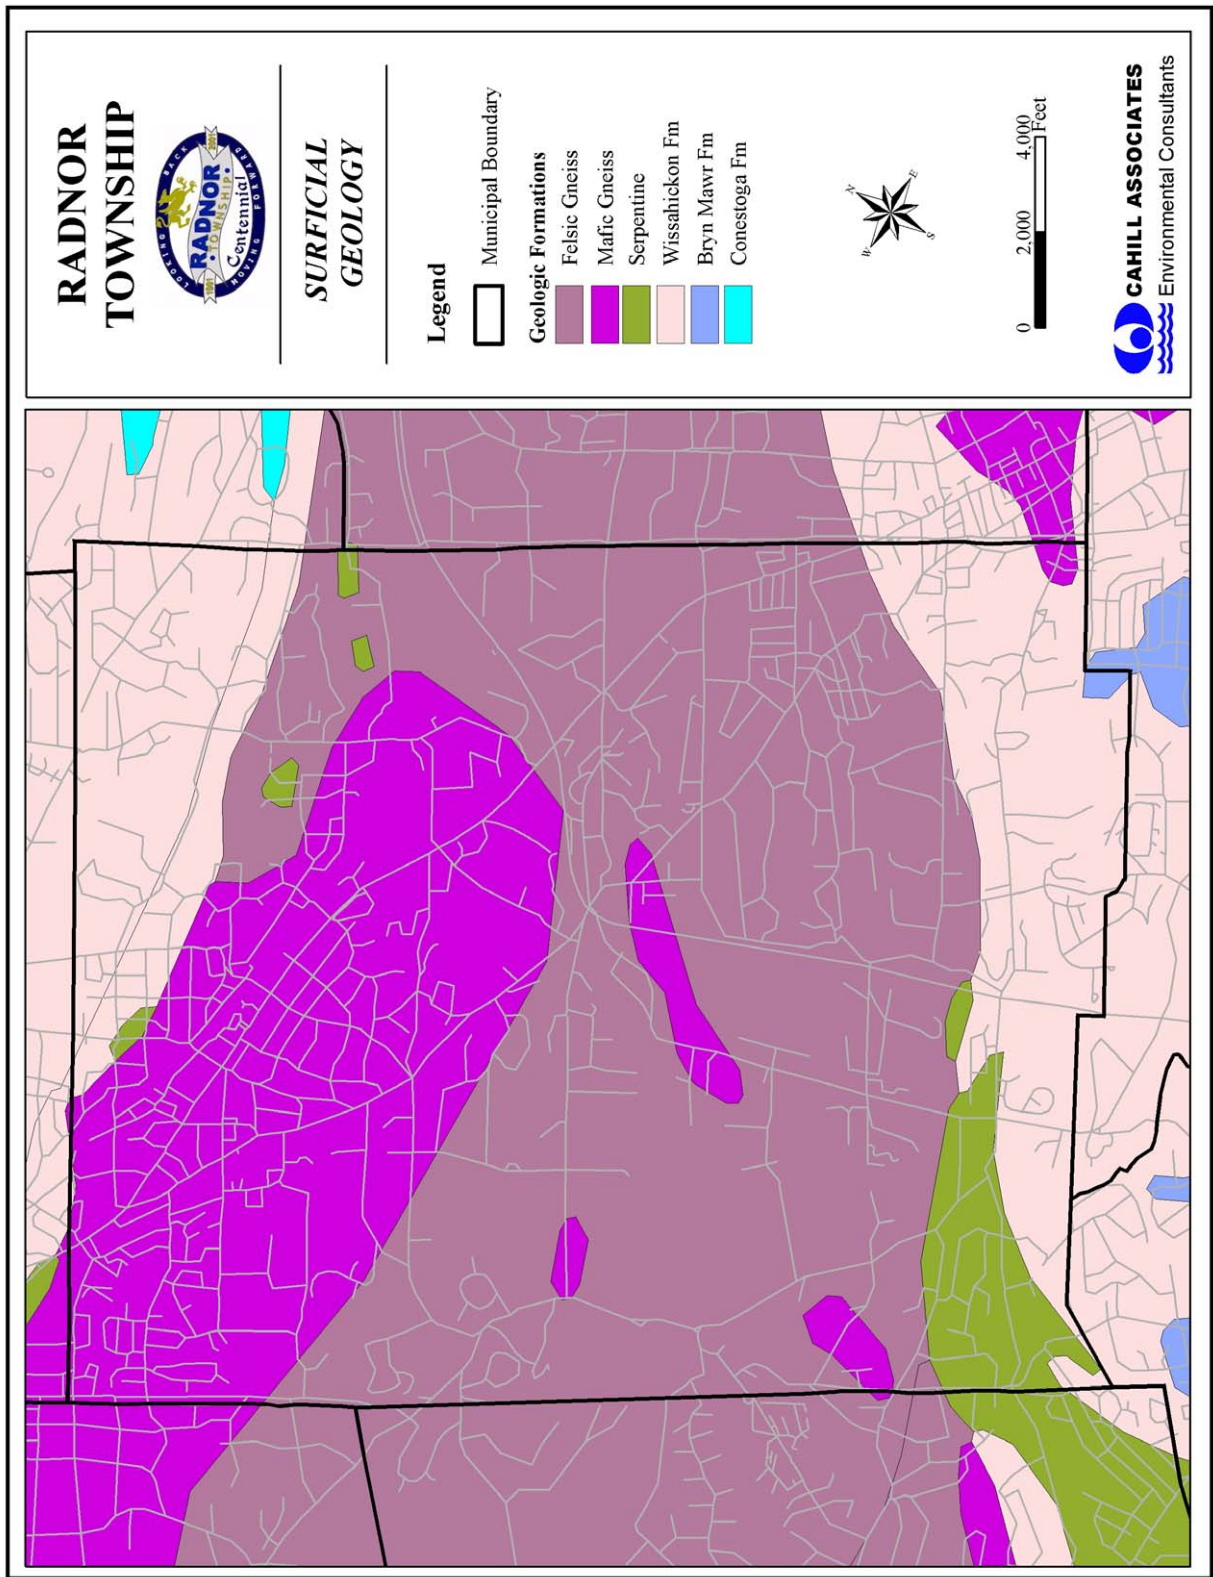 RADNOR
TOWNSHIP
LOOKING BACK
1901
RADNOR
TOWNSHIP
2001
Centennial
MOVING FORWARD
SURFICIAL
GEOLOGY
Legend
Municipal Boundary
Geologic Formations
Felsic Gneiss
Mafic Gneiss
Serpentine
Wissahickon Fm
Bryn Mawr Fm
Conestoga Fm
N
W
E
S
0 2,000 4,000
Feet
CAHILL ASSOCIATES
Environmental Consultants